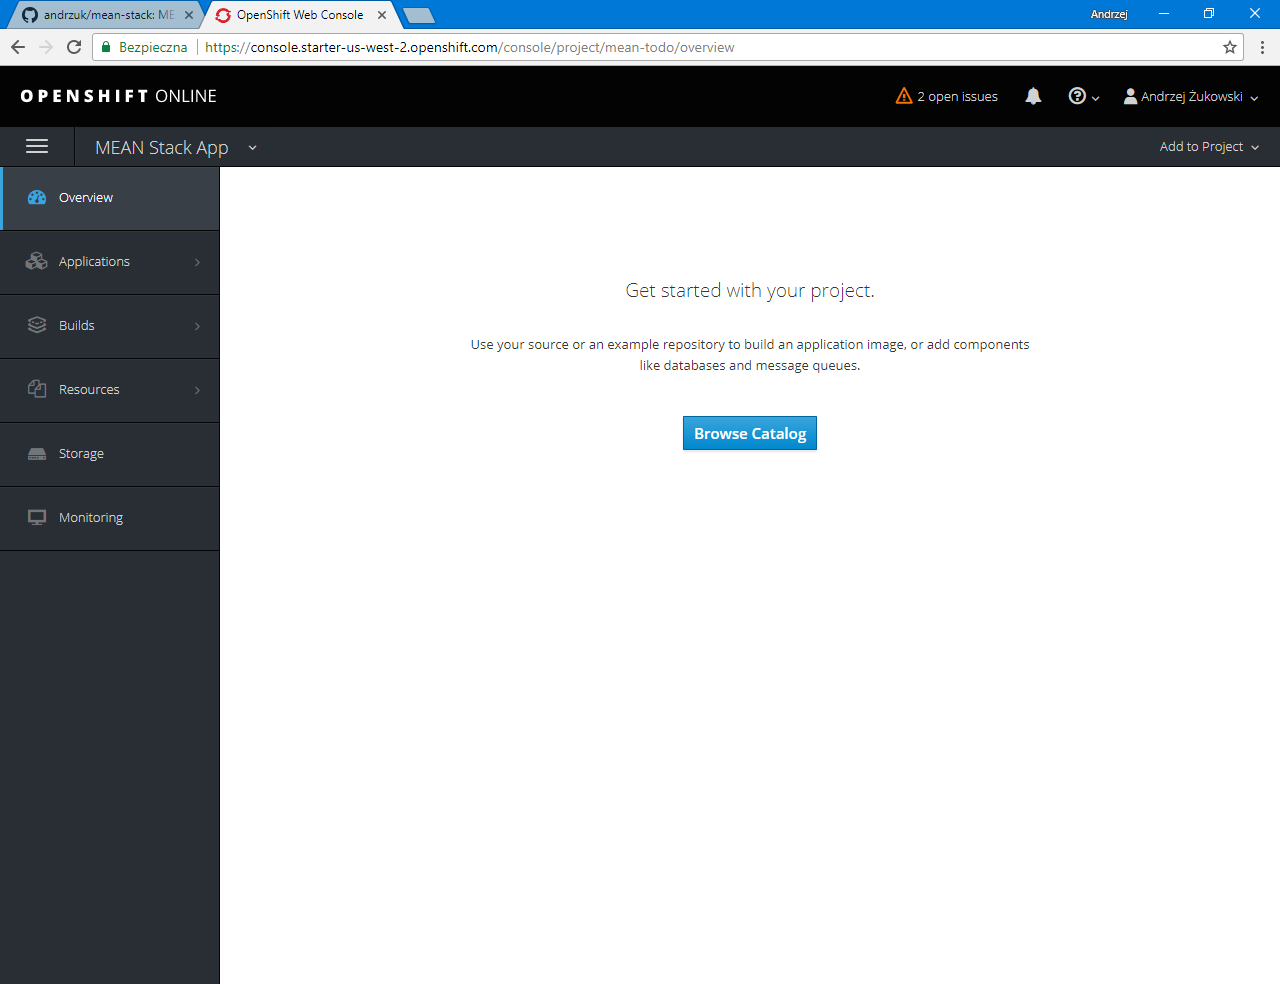 andrzuk/mean-stack: ME
OpenShift Web Console
Andrzej
Bezpieczna
https://console.starter-us-west-2.openshift.com/console/project/mean-todo/overview
OPENSHIFT ONLINE
2 open issues
Andrzej Żukowski
MEAN Stack App
Add to Project
Overview
Applications
Builds
Resources
Storage
Monitoring
Get started with your project.
Use your source or an example repository to build an application image, or add components
like databases and message queues.
Browse Catalog